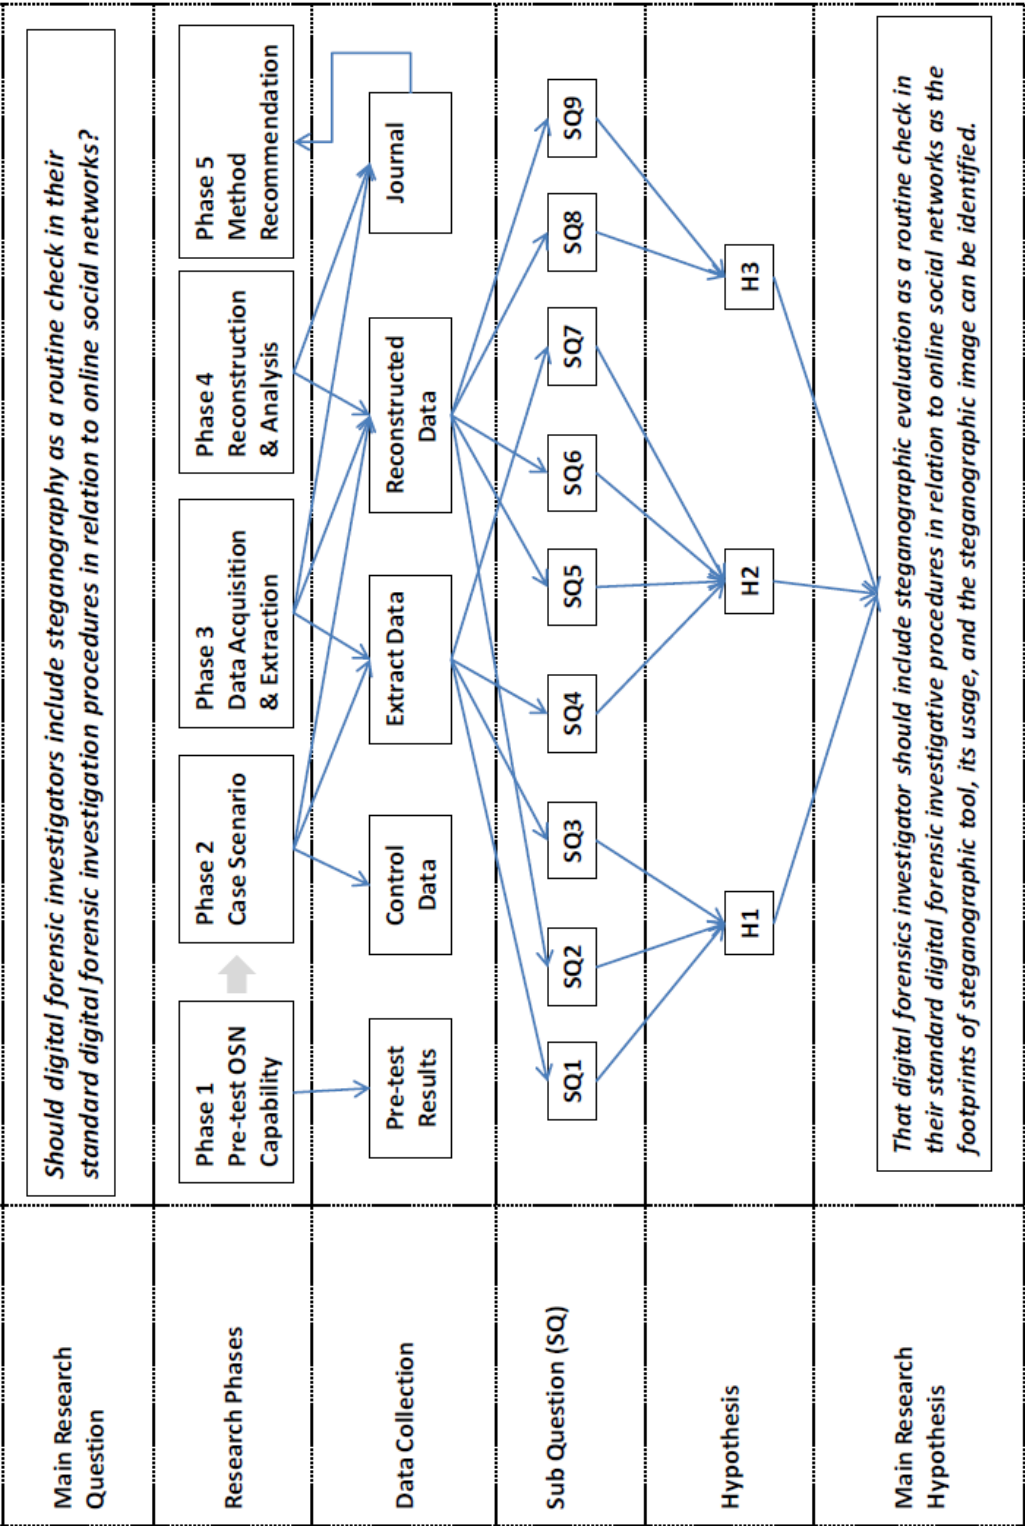 Main Research
Question
Should digital forensic investigators include steganography as a routine check in their
standard digital forensic investigation procedures in relation to online social networks?
Research Phases
Phase 1
Pre-test OSN
Capability
Phase 2
Case Scenario
Phase 3
Data Acquisition
& Extraction
Phase 4
Reconstruction
& Analysis
Phase 5
Method
Recommendation
Data Collection
Pre-test
Results
Control
Data
Extract Data
Reconstructed
Data
Journal
Sub Question (SQ)
SQ1
SQ2
SQ3
SQ4
SQ5
SQ6
SQ7
SQ8
SQ9
Hypothesis
H1
H2
H3
Main Research
Hypothesis
That digital forensics investigator should include steganographic evaluation as a routine check in
their standard digital forensic investigative procedures in relation to online social networks as the
footprints of steganographic tool, its usage, and the steganographic image can be identified.